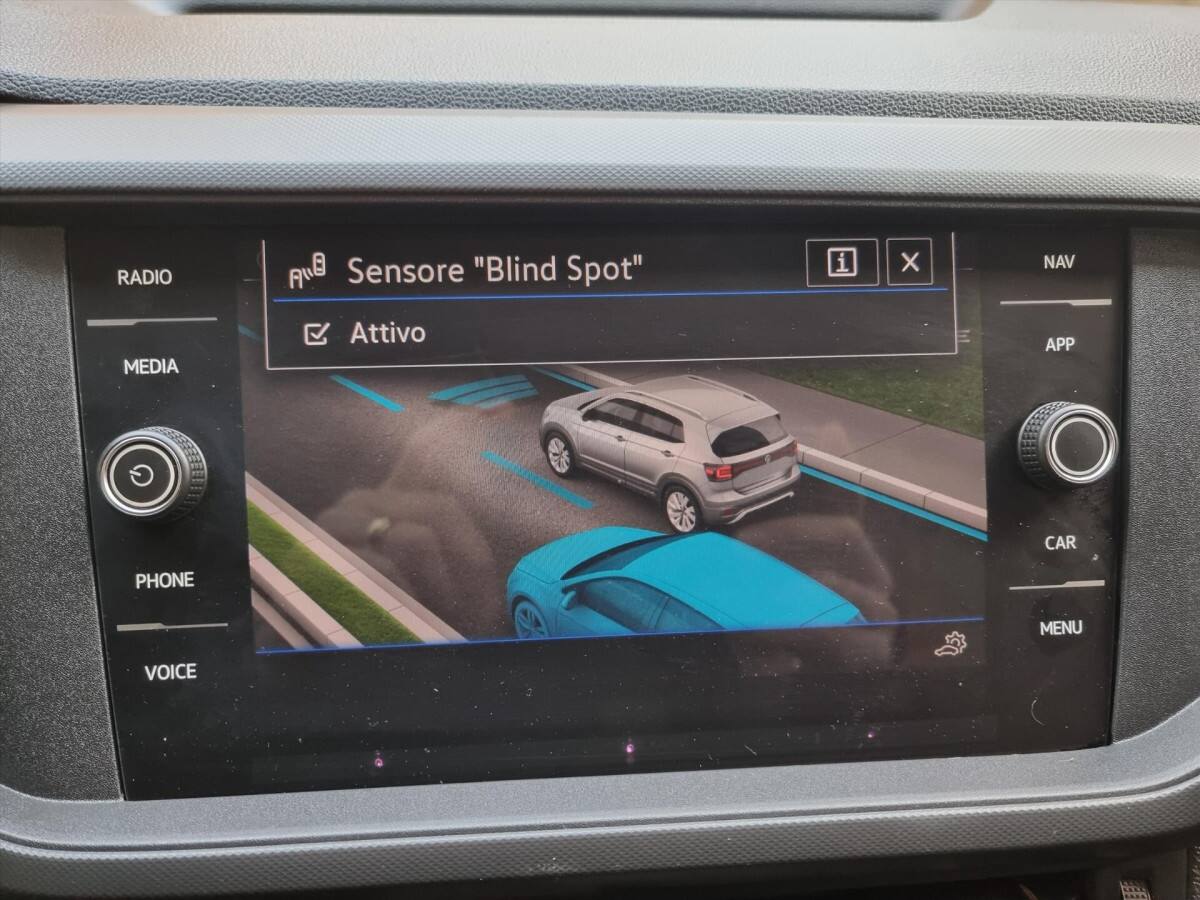 RADIO
MEDIA
PHONE
VOICE
Sensore "Blind Spot"
i X
Attivo
NAV
APP
CAR
MENU